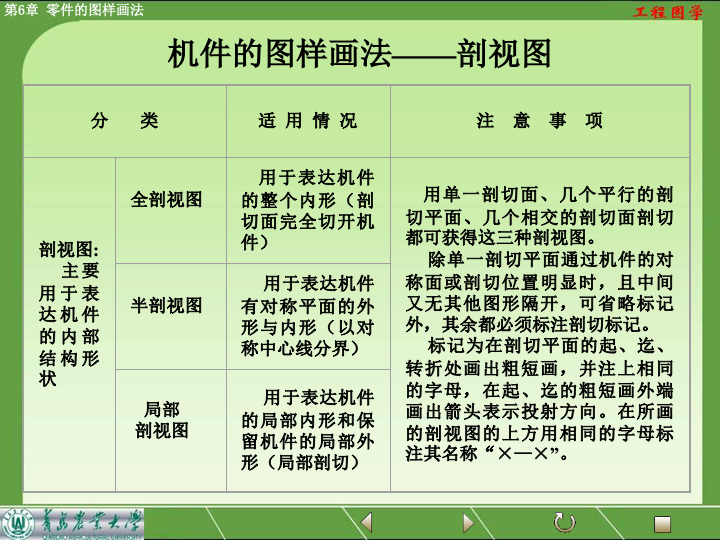 第6章 零件的图样画法
工程图学
机件的图样画法——剖视图
分 类
适 用 情 况
注 意 事 项
剖视图:
主要
用于表
达机件
的内部
结构形
状
全剖视图
用于表达机件
的整个内形（剖
切面完全切开机
件）
半剖视图
用于表达机件
有对称平面的外
形与内形（以对
称中心线分界）
局部
剖视图
用于表达机件
的局部内形和保
留机件的局部外
形（局部剖切）
用单一剖切面、几个平行的剖
切平面、几个相交的剖切面剖切
都可获得这三种剖视图。
除单一剖切平面通过机件的对
称面或剖切位置明显时，且中间
又无其他图形隔开，可省略标记
外，其余都必须标注剖切标记。
标记为在剖切平面的起、迄、
转折处画出粗短画，并注上相同
的字母，在起、迄的粗短画外端
画出箭头表示投射方向。在所画
的剖视图的上方用相同的字母标
注其名称“×—×”。
青岛农业大学